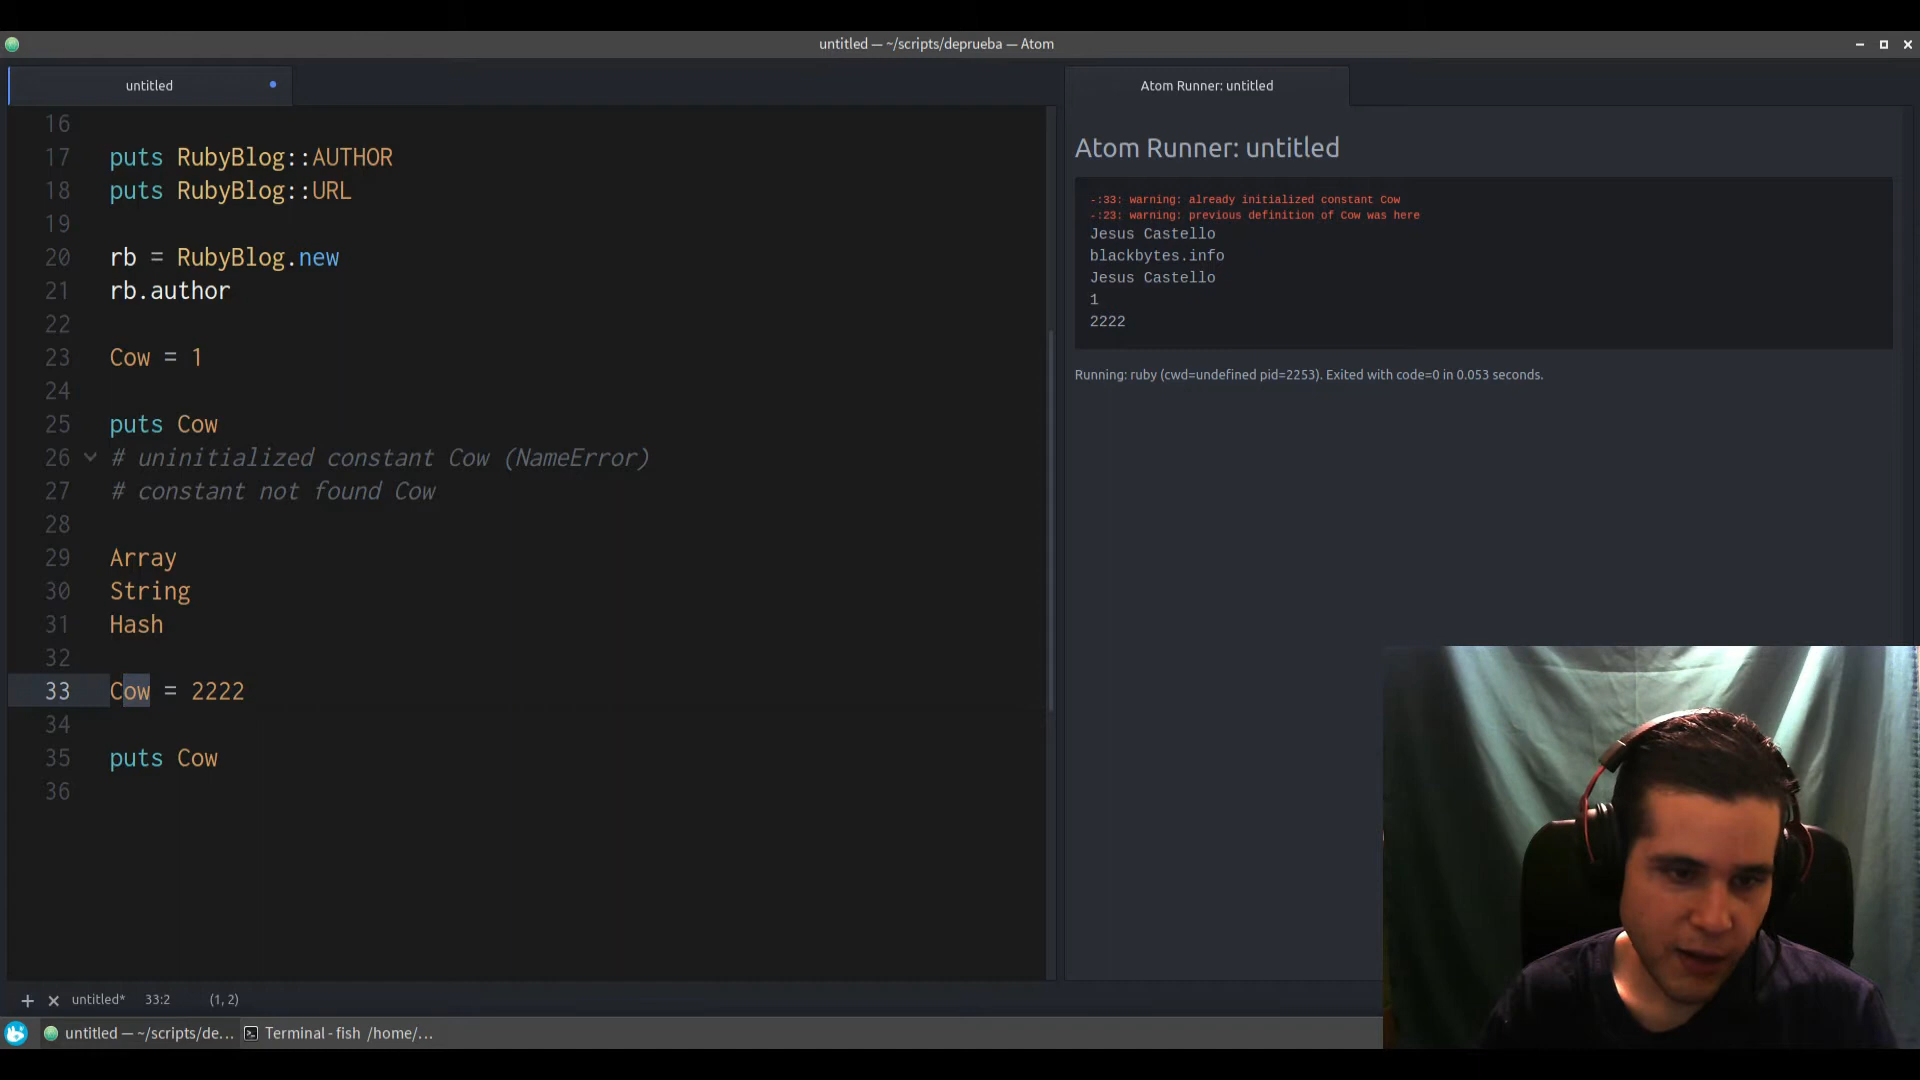 untitled — ~/scripts/deprueba — Atom
untitled
Atom Runner: untitled
16
17 puts RubyBlog::AUTHOR
18 puts RubyBlog::URL
19
20 rb = RubyBlog.new
21 rb.author
22
23 Cow = 1
24
25 puts Cow
26 # uninitialized constant Cow (NameError)
27 # constant not found Cow
28
29 Array
30 String
31 Hash
32
33 Cow = 2222
34
35 puts Cow
36
Atom Runner: untitled
-:33: warning: already initialized constant Cow
-:23: warning: previous definition of Cow was here
Jesus Castello
blackbytes.info
Jesus Castello
1
2222
Running: ruby (cwd=undefined pid=2253). Exited with code=0 in 0.053 seconds.
untitled* 33:2 (1, 2)
untitled — ~/scripts/de... Terminal - fish /home/...